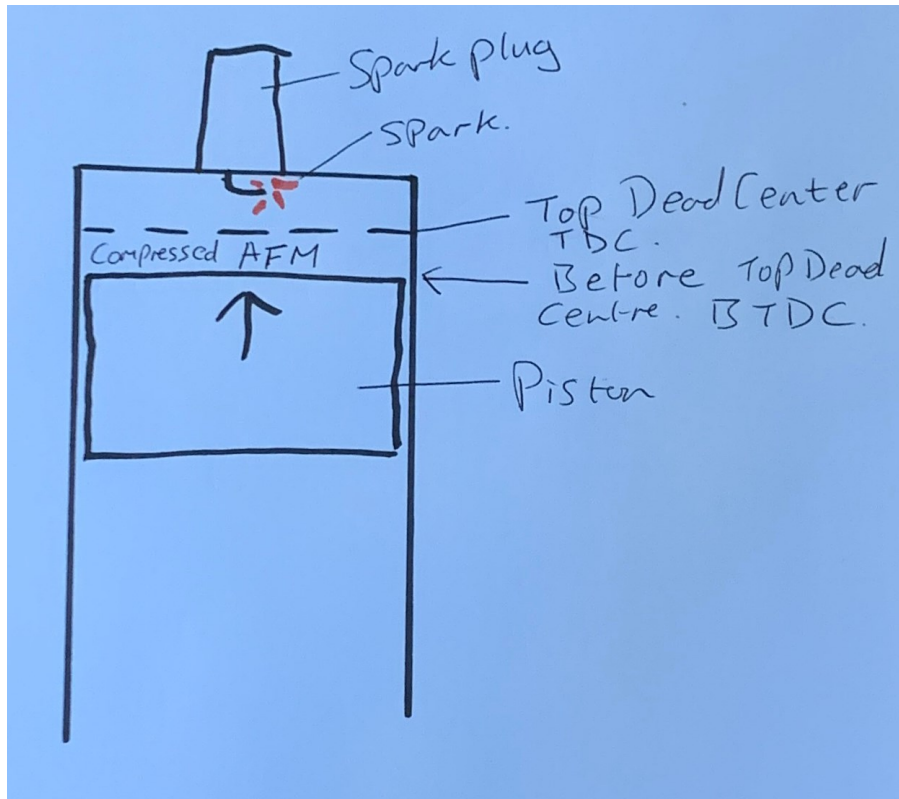 Spark plug
Spark.
Top Dead Center
TDC.
Compressed AFM
Before Top Dead
Centre. BTDC.
Piston